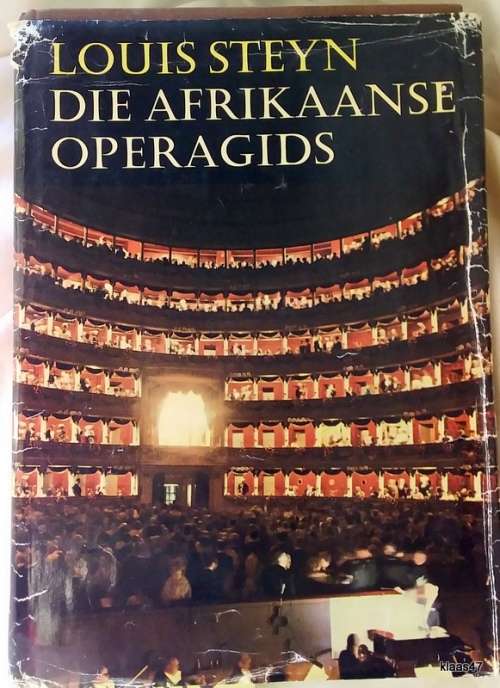 LOUIS STEYN
DIE AFRIKAANSE
OPERAGIDS
klaas47